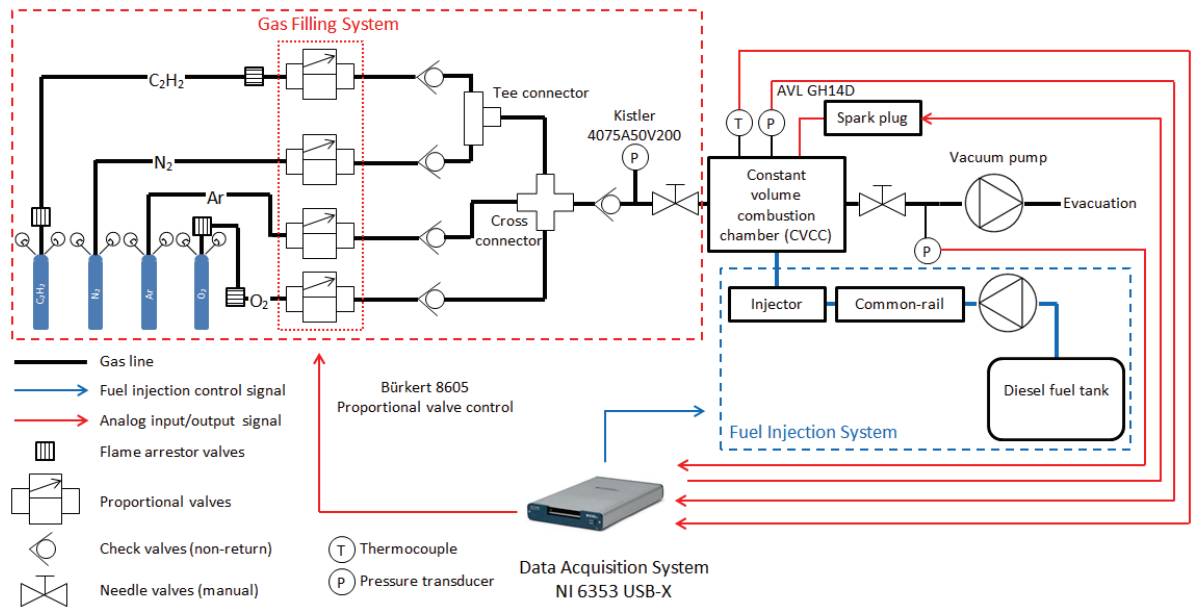 Gas Filling System
C₂H₂
N₂
Ar
O₂
C₂H₂
N₂
Ar
O₂
Tee connector
Cross
connector
Kistler
4075A50V200
P
T
P
AVL GH14D
Spark plug
Constant
volume
combustion
chamber (CVCC)
Vacuum pump
Evacuation
P
Injector
Common-rail
Diesel fuel tank
Fuel Injection System
Gas line
Fuel injection control signal
Analog input/output signal
Flame arrestor valves
Proportional valves
Check valves (non-return)
Needle valves (manual)
Bürkert 8605
Proportional valve control
T
Thermocouple
P
Pressure transducer
Data Acquisition System
NI 6353 USB-X